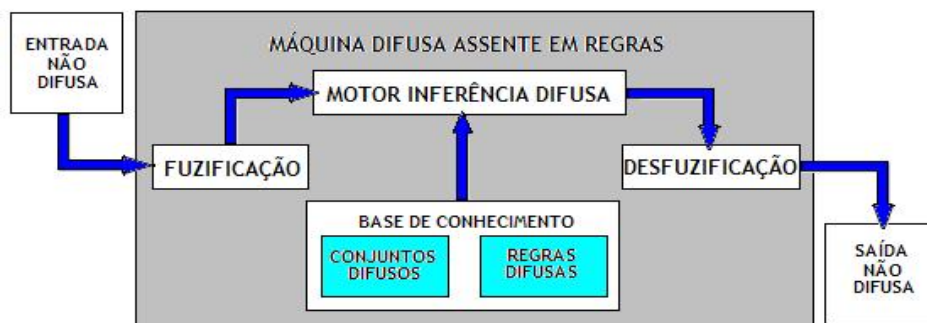 ENTRADA
NÃO
DIFUSA
MÁQUINA DIFUSA ASSENTE EM REGRAS
MOTOR INFERÊNCIA DIFUSA
FUZIFICAÇÃO
DESFUZIFICAÇÃO
BASE DE CONHECIMENTO
CONJUNTOS
DIFUSOS
REGRAS
DIFUSAS
SAÍDA
NÃO
DIFUSA